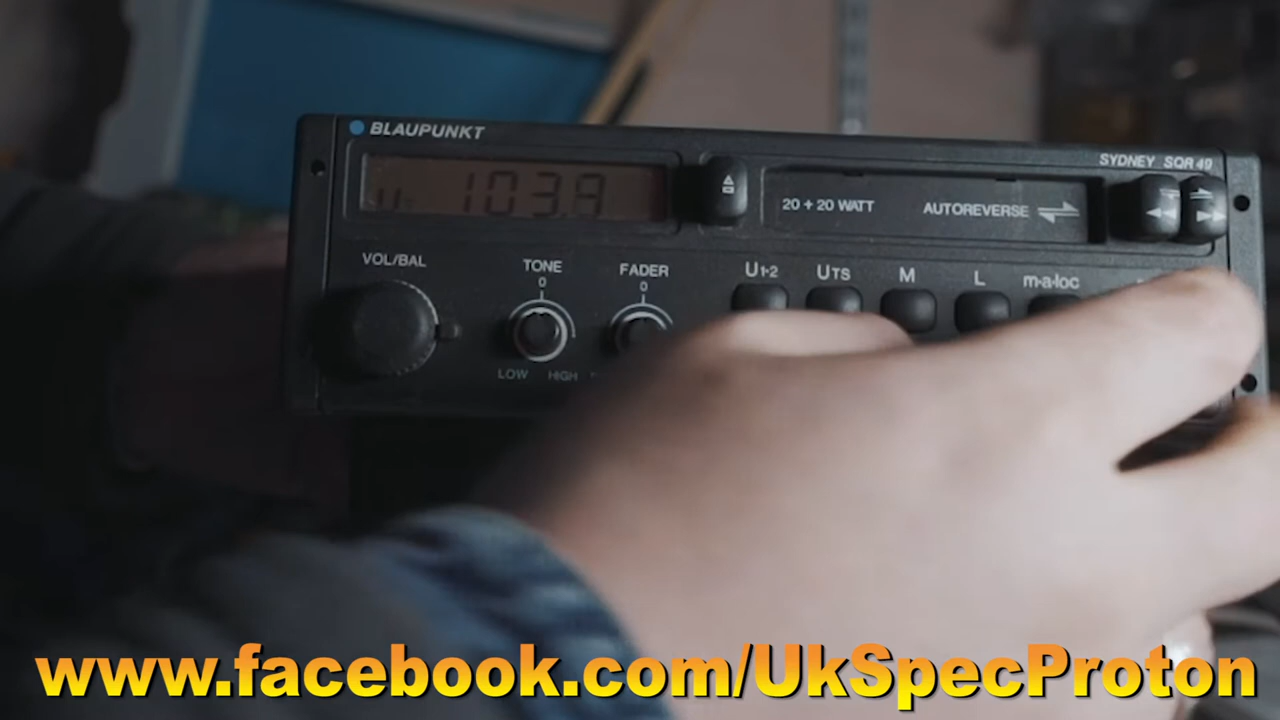 BLAUPUNKT
SYDNEY SQR 49
103.9
20 + 20 WATT
AUTOREVERSE
VOL/BAL
TONE
0
FADER
0
U1·2
UTS
M
L
m·a·loc
LOW
HIGH
www.facebook.com/UkSpecProton